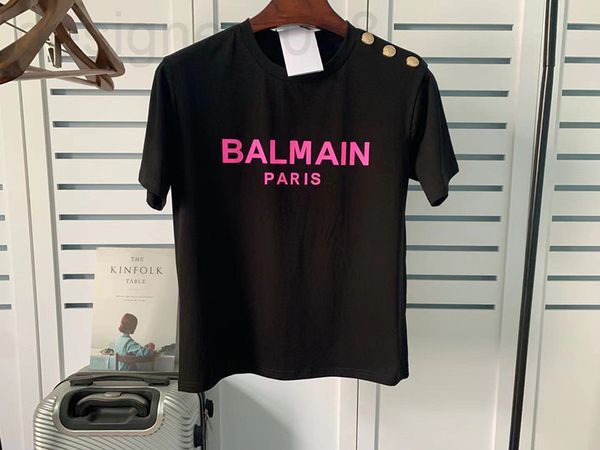 BALMAIN
PARIS
THE
KINFOLK
TABLE